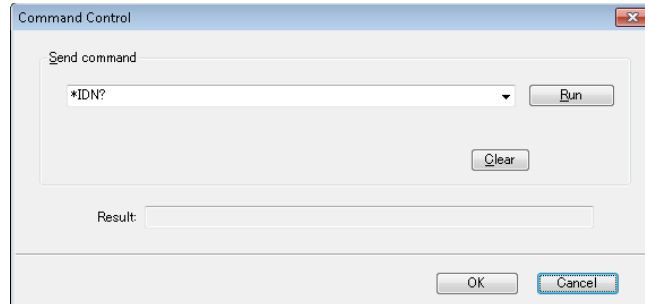 Command Control
Send command
*IDN?
Run
Clear
Result:
OK
Cancel